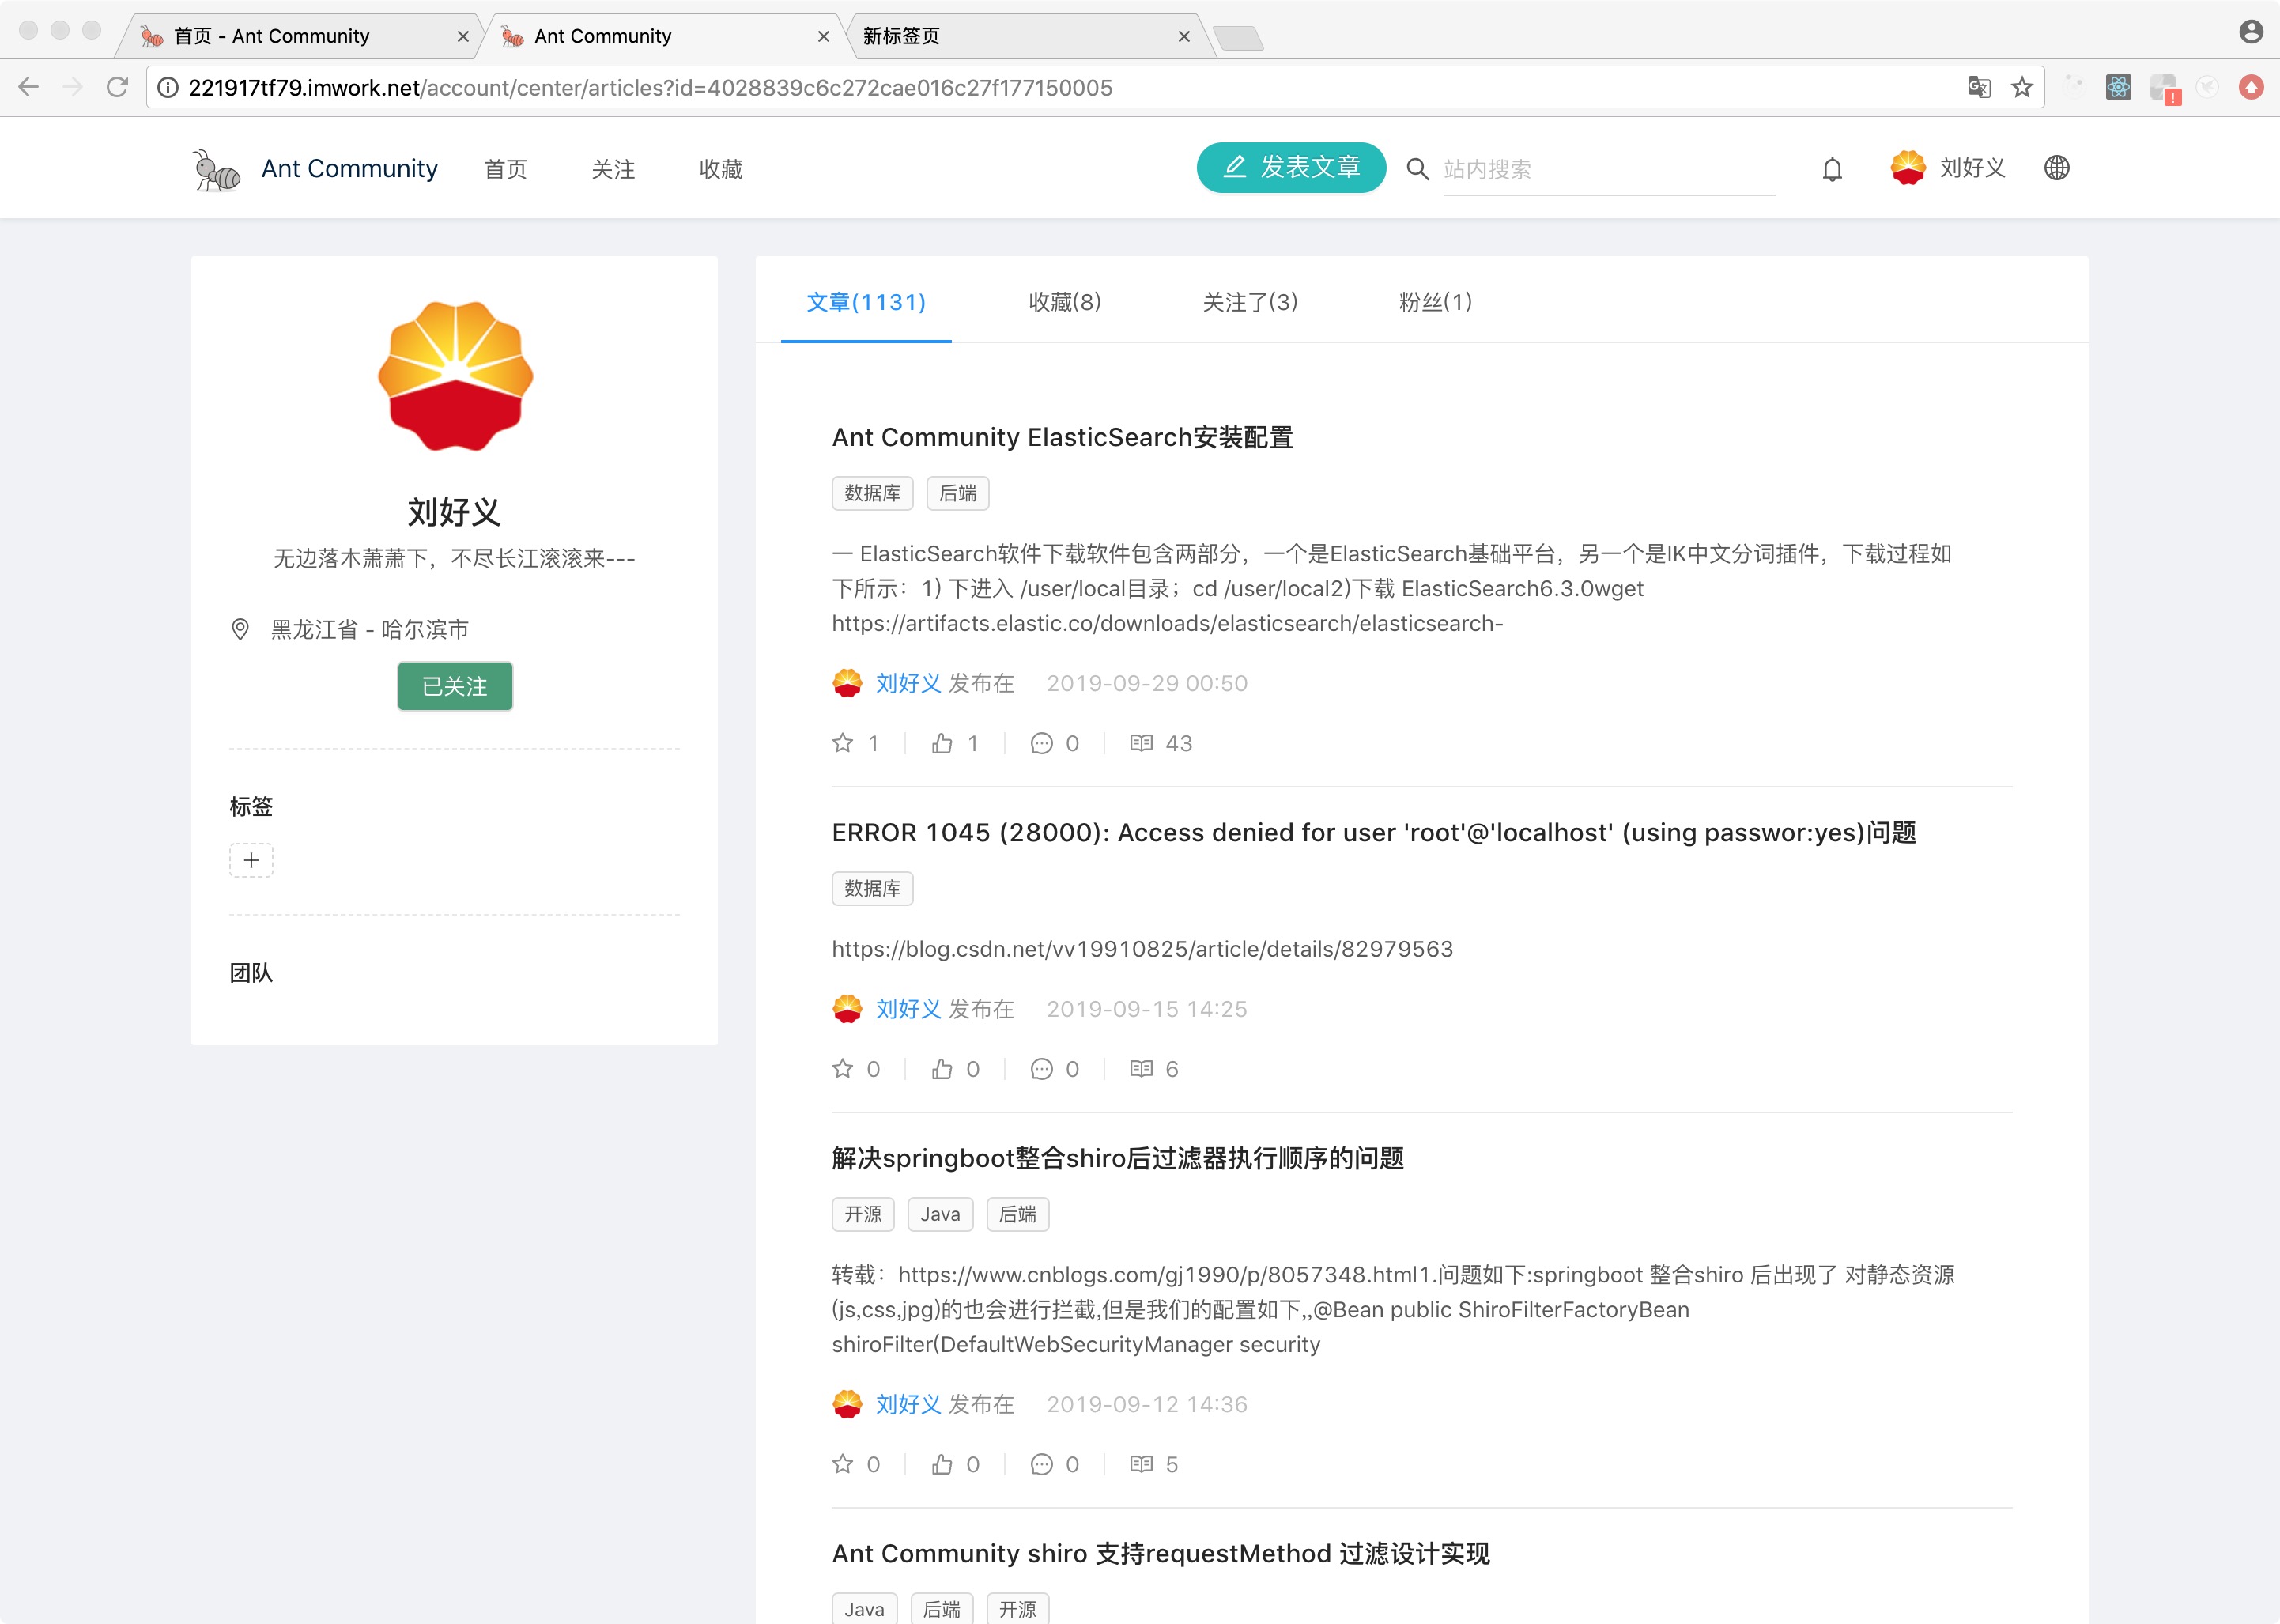 首页 - Ant Community
Ant Community
新标签页
221917tf79.imwork.net/account/center/articles?id=4028839c6c272cae016c27f177150005
Ant Community 首页 关注 收藏 发表文章 站内搜索 刘好义
刘好义
无边落木萧萧下，不尽长江滚滚来---
黑龙江省 - 哈尔滨市
已关注
标签
+
团队
文章(1131) 收藏(8) 关注了(3) 粉丝(1)
Ant Community ElasticSearch安装配置
数据库 后端
一 ElasticSearch软件下载软件包含两部分，一个是ElasticSearch基础平台，另一个是IK中文分词插件，下载过程如
下所示：1) 下进入 /user/local目录；cd /user/local2)下载 ElasticSearch6.3.0wget
https://artifacts.elastic.co/downloads/elasticsearch/elasticsearch-
刘好义 发布在 2019-09-29 00:50
1 1 0 43
ERROR 1045 (28000): Access denied for user 'root'@'localhost' (using passwor:yes)问题
数据库
https://blog.csdn.net/vv19910825/article/details/82979563
刘好义 发布在 2019-09-15 14:25
0 0 0 6
解决springboot整合shiro后过滤器执行顺序的问题
开源 Java 后端
转载：https://www.cnblogs.com/gj1990/p/8057348.html1.问题如下:springboot 整合shiro 后出现了 对静态资源
(js,css,jpg)的也会进行拦截,但是我们的配置如下,,@Bean public ShiroFilterFactoryBean
shiroFilter(DefaultWebSecurityManager security
刘好义 发布在 2019-09-12 14:36
0 0 0 5
Ant Community shiro 支持requestMethod 过滤设计实现
Java 后端 开源